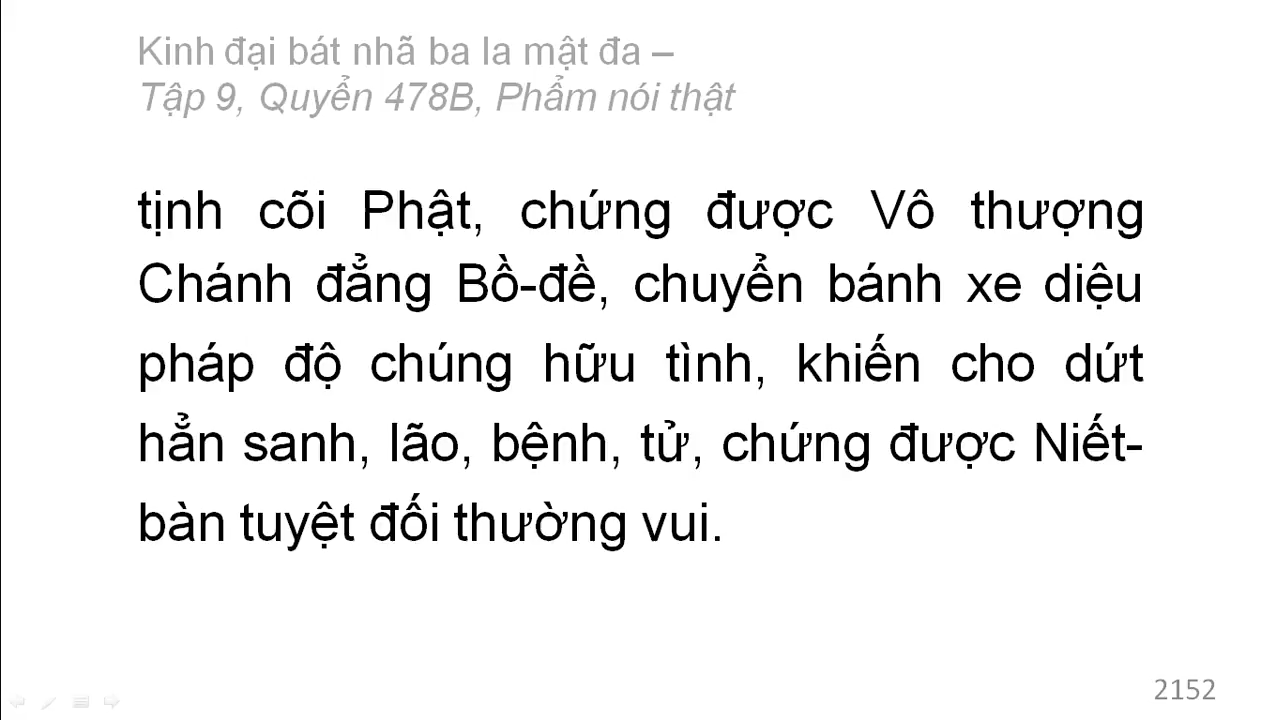 Kinh đại bát nhã ba la mật đa –
Tập 9, Quyển 478B, Phẩm nói thật
tịnh cõi Phật, chứng được Vô thượng
Chánh đẳng Bồ-đề, chuyển bánh xe diệu
pháp độ chúng hữu tình, khiến cho dứt
hẳn sanh, lão, bệnh, tử, chứng được Niết-
bàn tuyệt đối thường vui.
2152